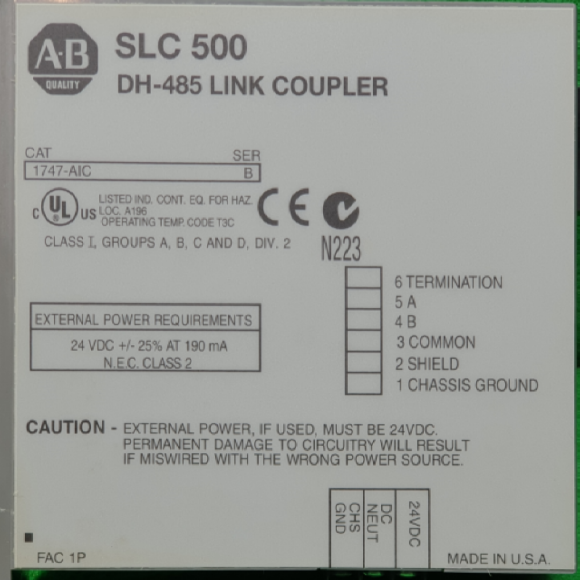 A-B
QUALITY
SLC 500
DH-485 LINK COUPLER
CAT SER
1747-AIC B
C UL US
LISTED IND. CONT. EQ. FOR HAZ.
LOC. A196
OPERATING TEMP. CODE T3C
CE
N223
CLASS I, GROUPS A, B, C AND D, DIV. 2
6 TERMINATION
5 A
4 B
3 COMMON
2 SHIELD
1 CHASSIS GROUND
EXTERNAL POWER REQUIREMENTS
24 VDC +/- 25% AT 190 mA
N.E.C. CLASS 2
CAUTION - EXTERNAL POWER, IF USED, MUST BE 24VDC.
PERMANENT DAMAGE TO CIRCUITRY WILL RESULT
IF MISWIRED WITH THE WRONG POWER SOURCE.
CHS
GND
DC
NEUT
24VDC
FAC 1P
MADE IN U.S.A.